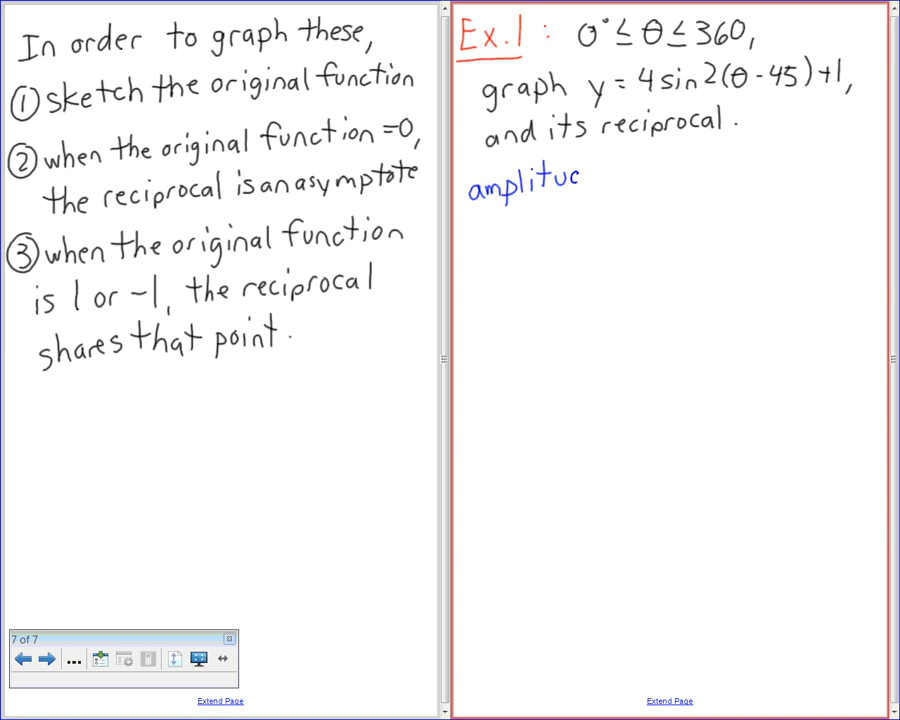 In order to graph these,
① sketch the original function
② when the original function =0,
the reciprocal is an asymptote
③ when the original function
is 1 or -1, the reciprocal
shares that point.
7 of 7
Extend Page
Ex.1: 0° ≤ θ ≤ 360,
graph y = 4 sin 2(θ - 45) + 1,
and its reciprocal.
amplituc
Extend Page